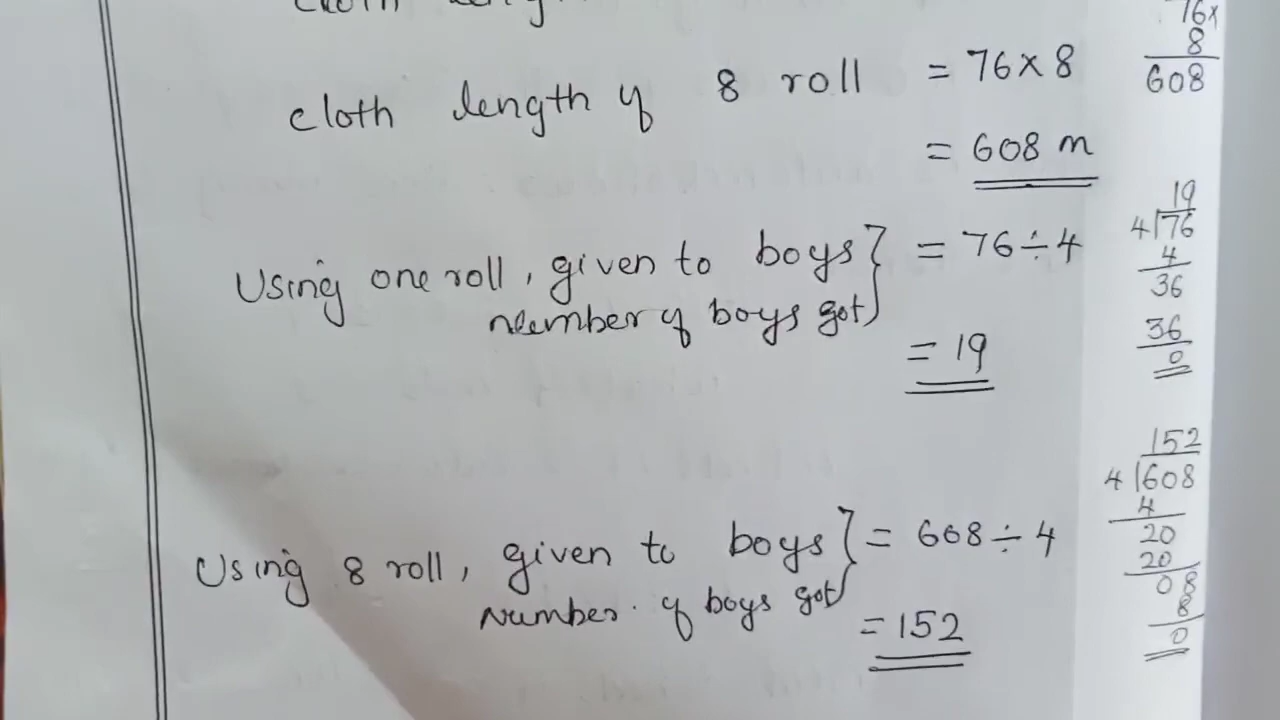 cloth length of 8 roll = 76 x 8
= 608 m
76 x
8
608
Using one roll, given to boys } = 76 ÷ 4
number of boys got
= 19
19
4 76
4
36
36
0
Using 8 roll, given to boys } = 608 ÷ 4
Number. of boys got
= 152
152
4 608
4
20
20
08
8
0